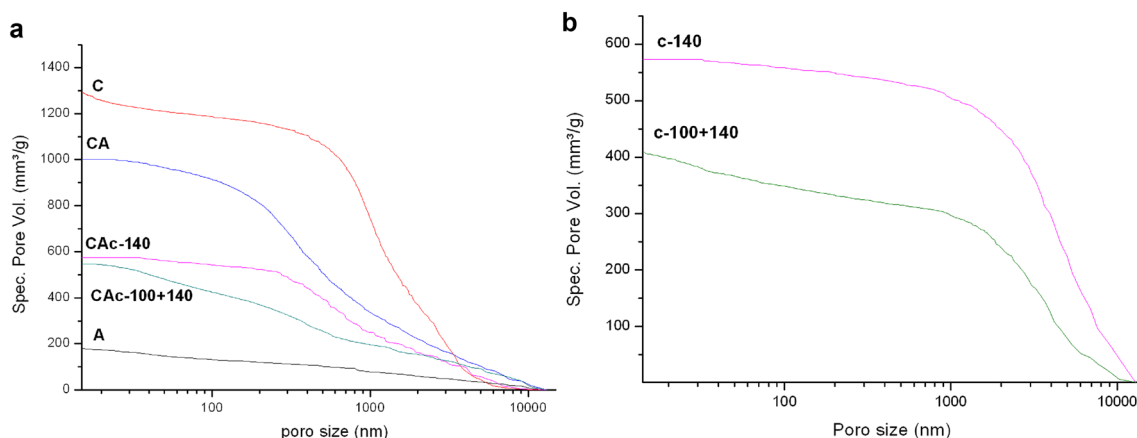 a
Spec. Pore Vol. (mm³/g)
1400
1200
1000
800
600
400
200
0
C
CA
CAc-140
CAc-100+140
A
100
1000
10000
poro size (nm)
b
Spec. Pore Vol. (mm³/g)
600
500
400
300
200
100
c-140
c-100+140
100
1000
10000
Poro size (nm)